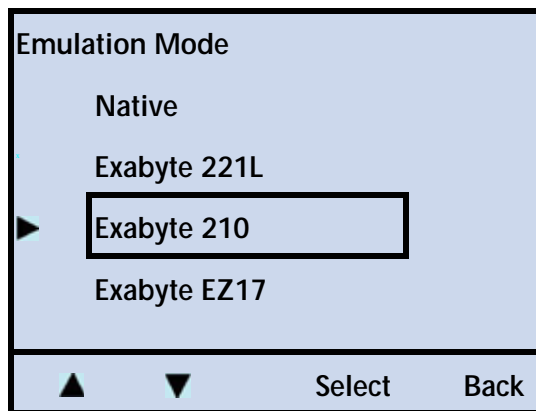 Emulation Mode
Native
Exabyte 221L
Exabyte 210
Exabyte EZ17
Select Back